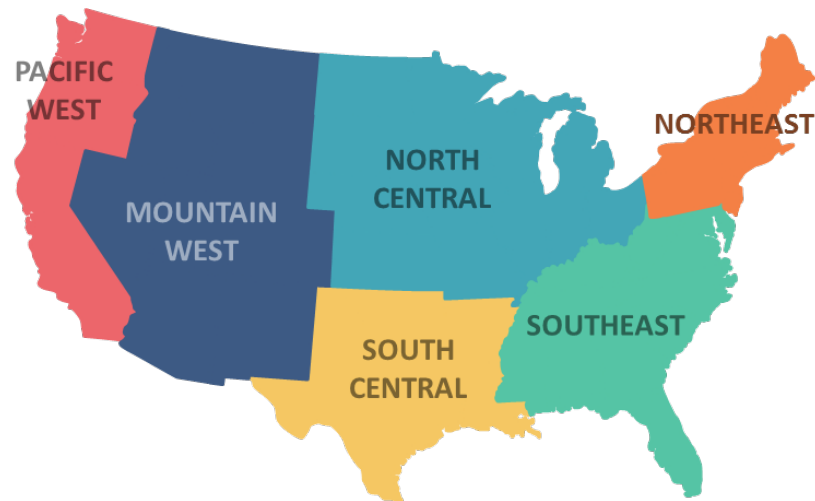 PACIFIC
WEST
MOUNTAIN
WEST
NORTH
CENTRAL
NORTHEAST
SOUTH
CENTRAL
SOUTHEAST